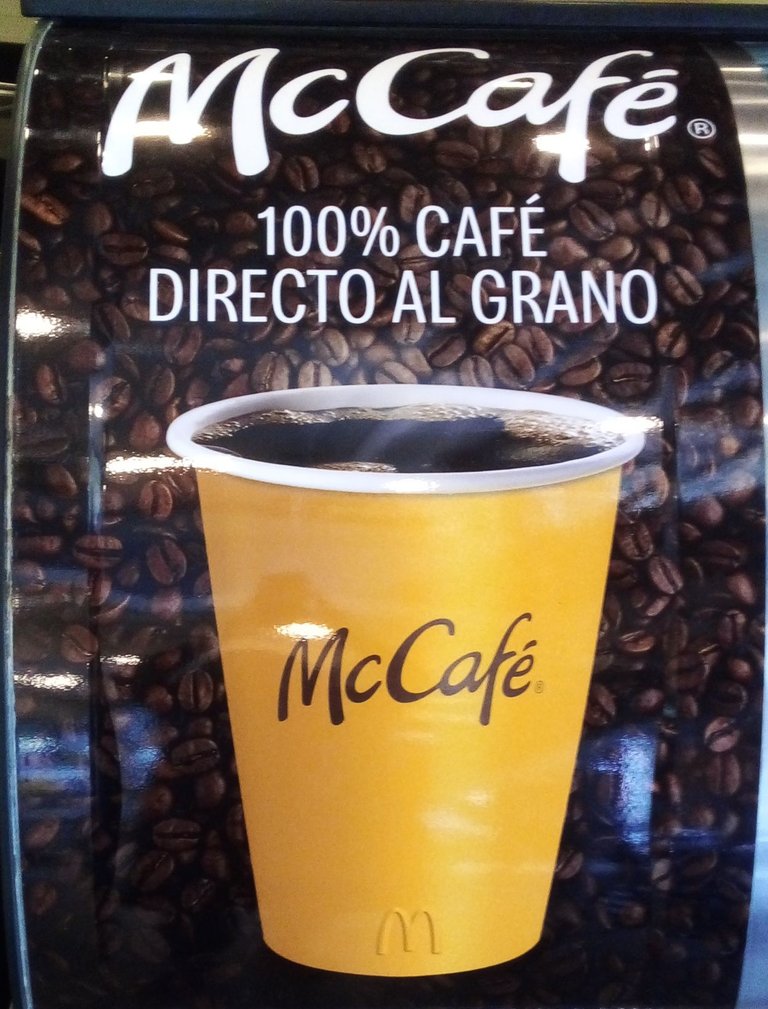 McCafé®
100% CAFÉ
DIRECTO AL GRANO
McCafé®
M